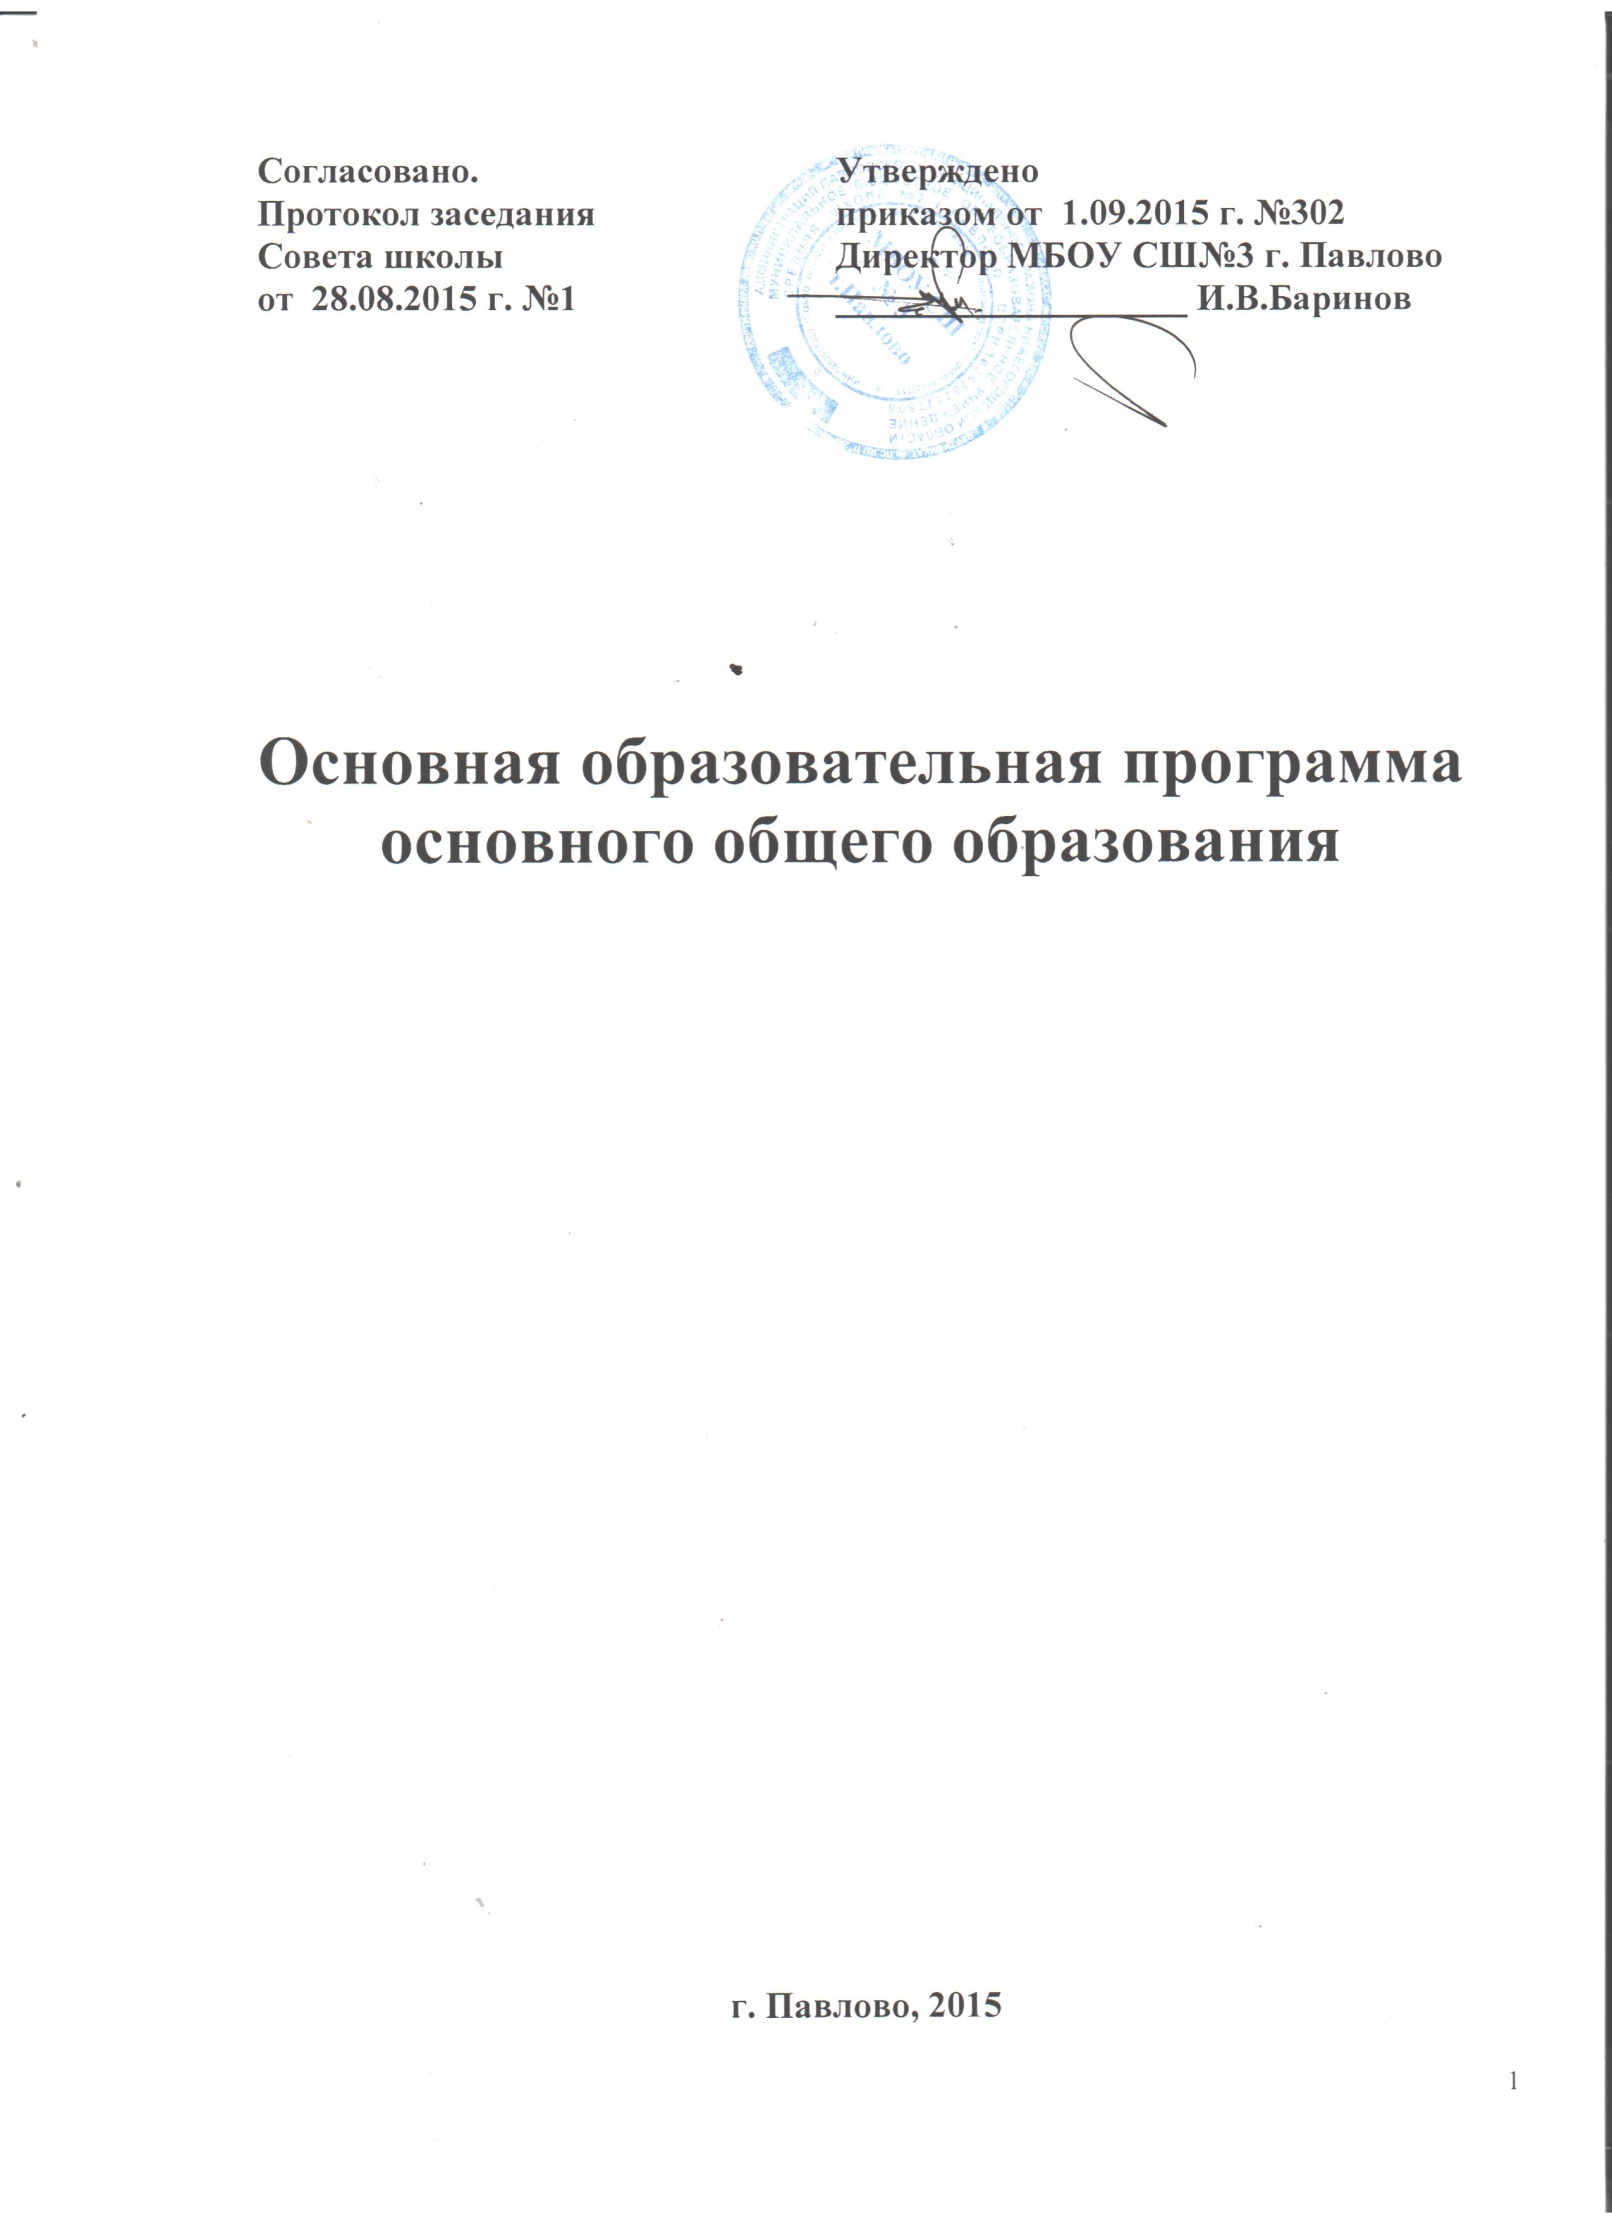 Согласовано.
Протокол заседания
Совета школы
от 28.08.2015 г. №1
Утверждено
приказом от 1.09.2015 г. №302
Директор МБОУ СШ№3 г. Павлово
И.В.Баринов
Основная образовательная программа
основного общего образования
г. Павлово, 2015
1